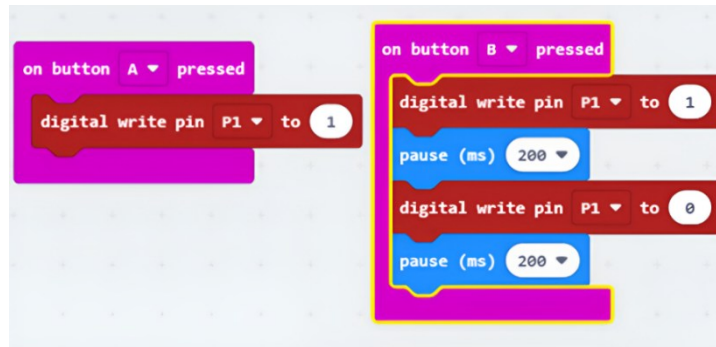 on button A pressed
digital write pin P1 to 1
on button B pressed
digital write pin P1 to 1
pause (ms) 200
digital write pin P1 to 0
pause (ms) 200